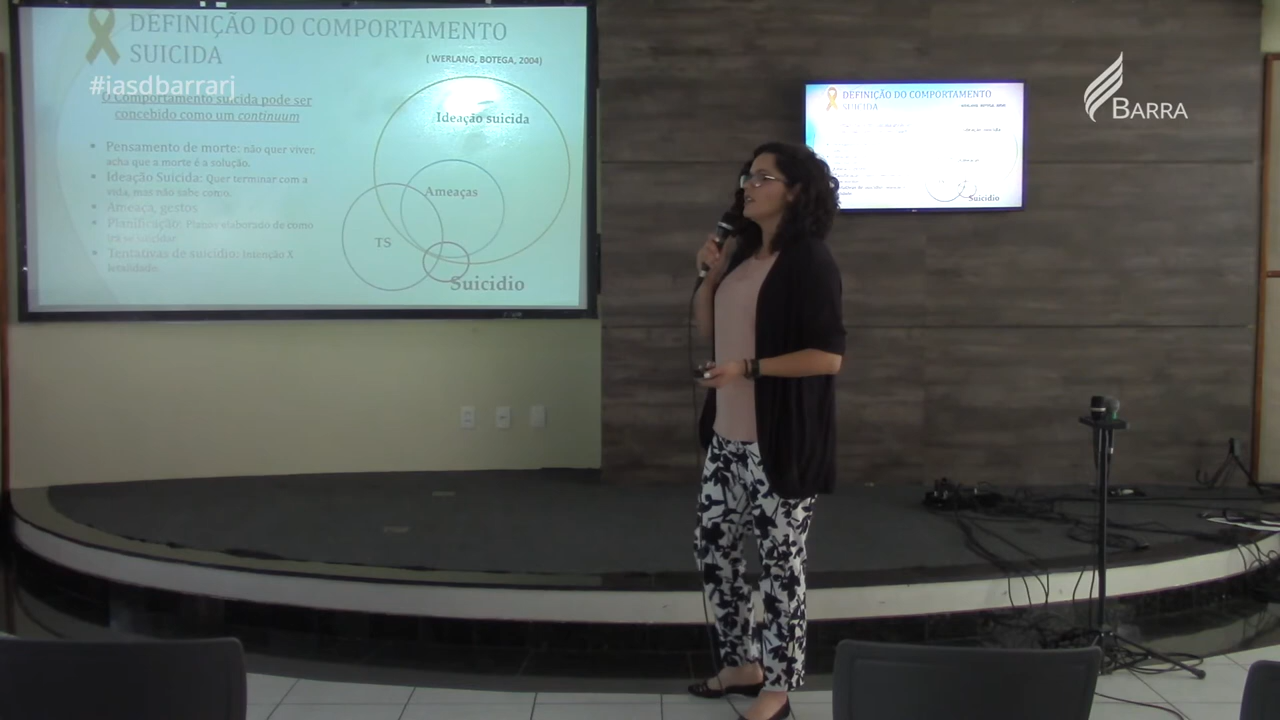 DEFINIÇÃO DO COMPORTAMENTO
SUICIDA
( WERLANG, BOTEGA, 2004)
#iasdbarrarj
O Comportamento suicida pode ser
concebido como um continuum
Pensamento de morte: não quer viver,
acha que a morte é a solução.
Ideação Suicida: Quer terminar com a
vida, mas não sabe como.
Ameaça, gestos
Planificação: Planos elaborado de como
irá se suicidar
Tentativas de suicídio: Intenção X
letalidade.
Ideação suicida
Ameaças
TS
Suicidio
DEFINIÇÃO DO COMPORTAMENTO
SUICIDA
Suicidio
BARRA